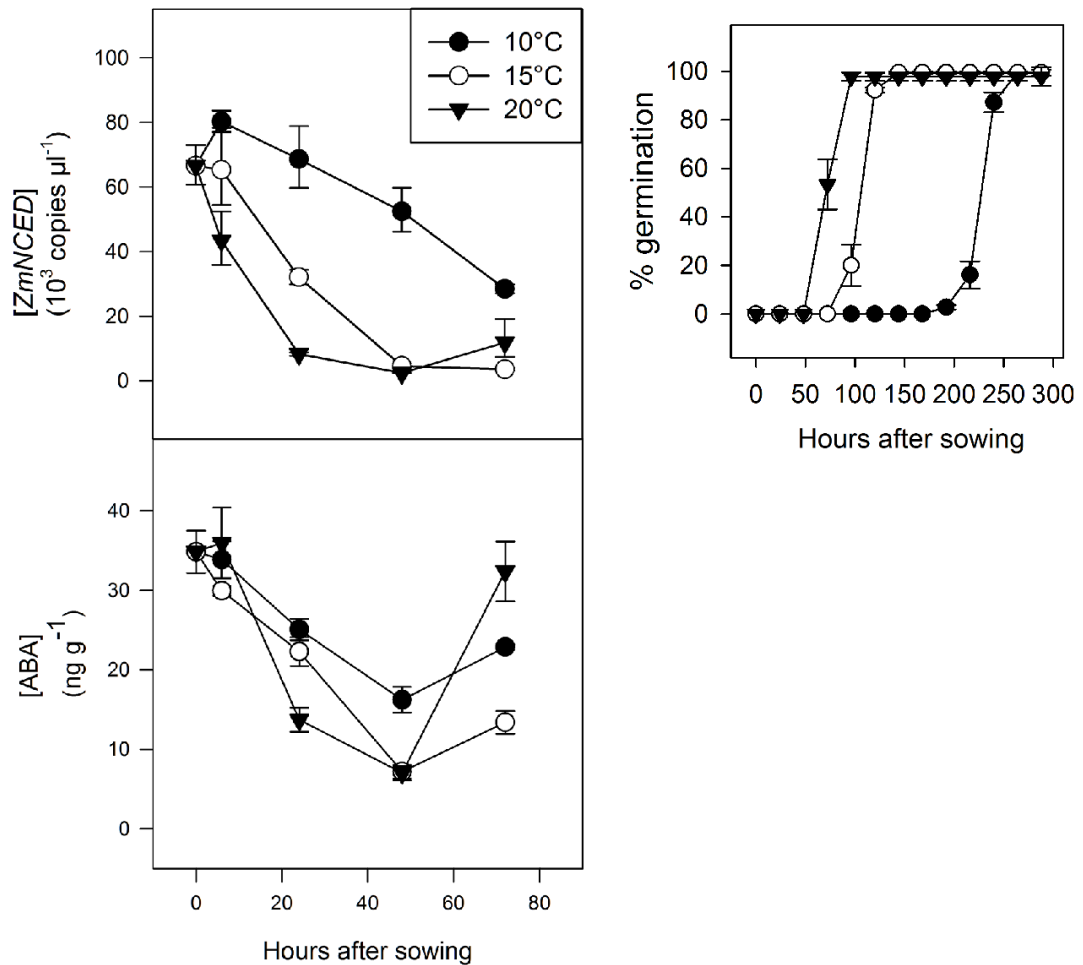 10°C
15°C
20°C
100
80
60
40
20
0
[ZmNCED]
(10³ copies µl⁻¹)
40
30
20
10
0
[ABA]
(ng g⁻¹)
0 20 40 60 80
Hours after sowing
100
80
60
40
20
0
% germination
0 50 100 150 200 250 300
Hours after sowing